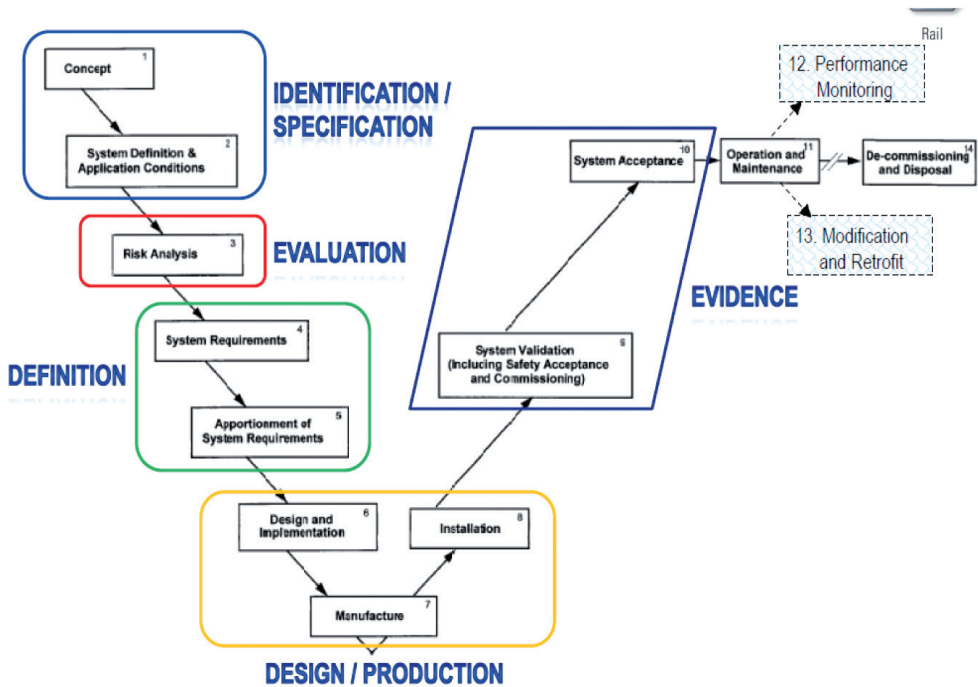 Rail
1
Concept
IDENTIFICATION /
SPECIFICATION
2
System Definition &
Application Conditions
3
Risk Analysis
EVALUATION
4
System Requirements
DEFINITION
5
Apportionment of
System Requirements
6
Design and
Implementation
7
Manufacture
8
Installation
DESIGN / PRODUCTION
9
System Validation
(Including Safety Acceptance
and Commissioning)
EVIDENCE
10
System Acceptance
11
Operation and
Maintenance
12. Performance
Monitoring
13. Modification
and Retrofit
14
De-commissioning
and Disposal